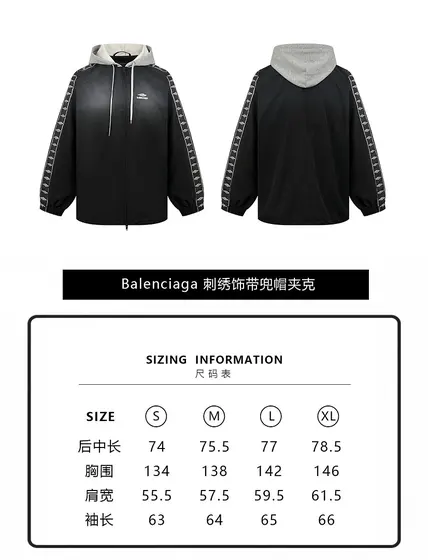 Balenciaga 刺绣饰带兜帽夹克
SIZING INFORMATION
尺码表
SIZE S M L XL
后中长 74 75.5 77 78.5
胸围 134 138 142 146
肩宽 55.5 57.5 59.5 61.5
袖长 63 64 65 66